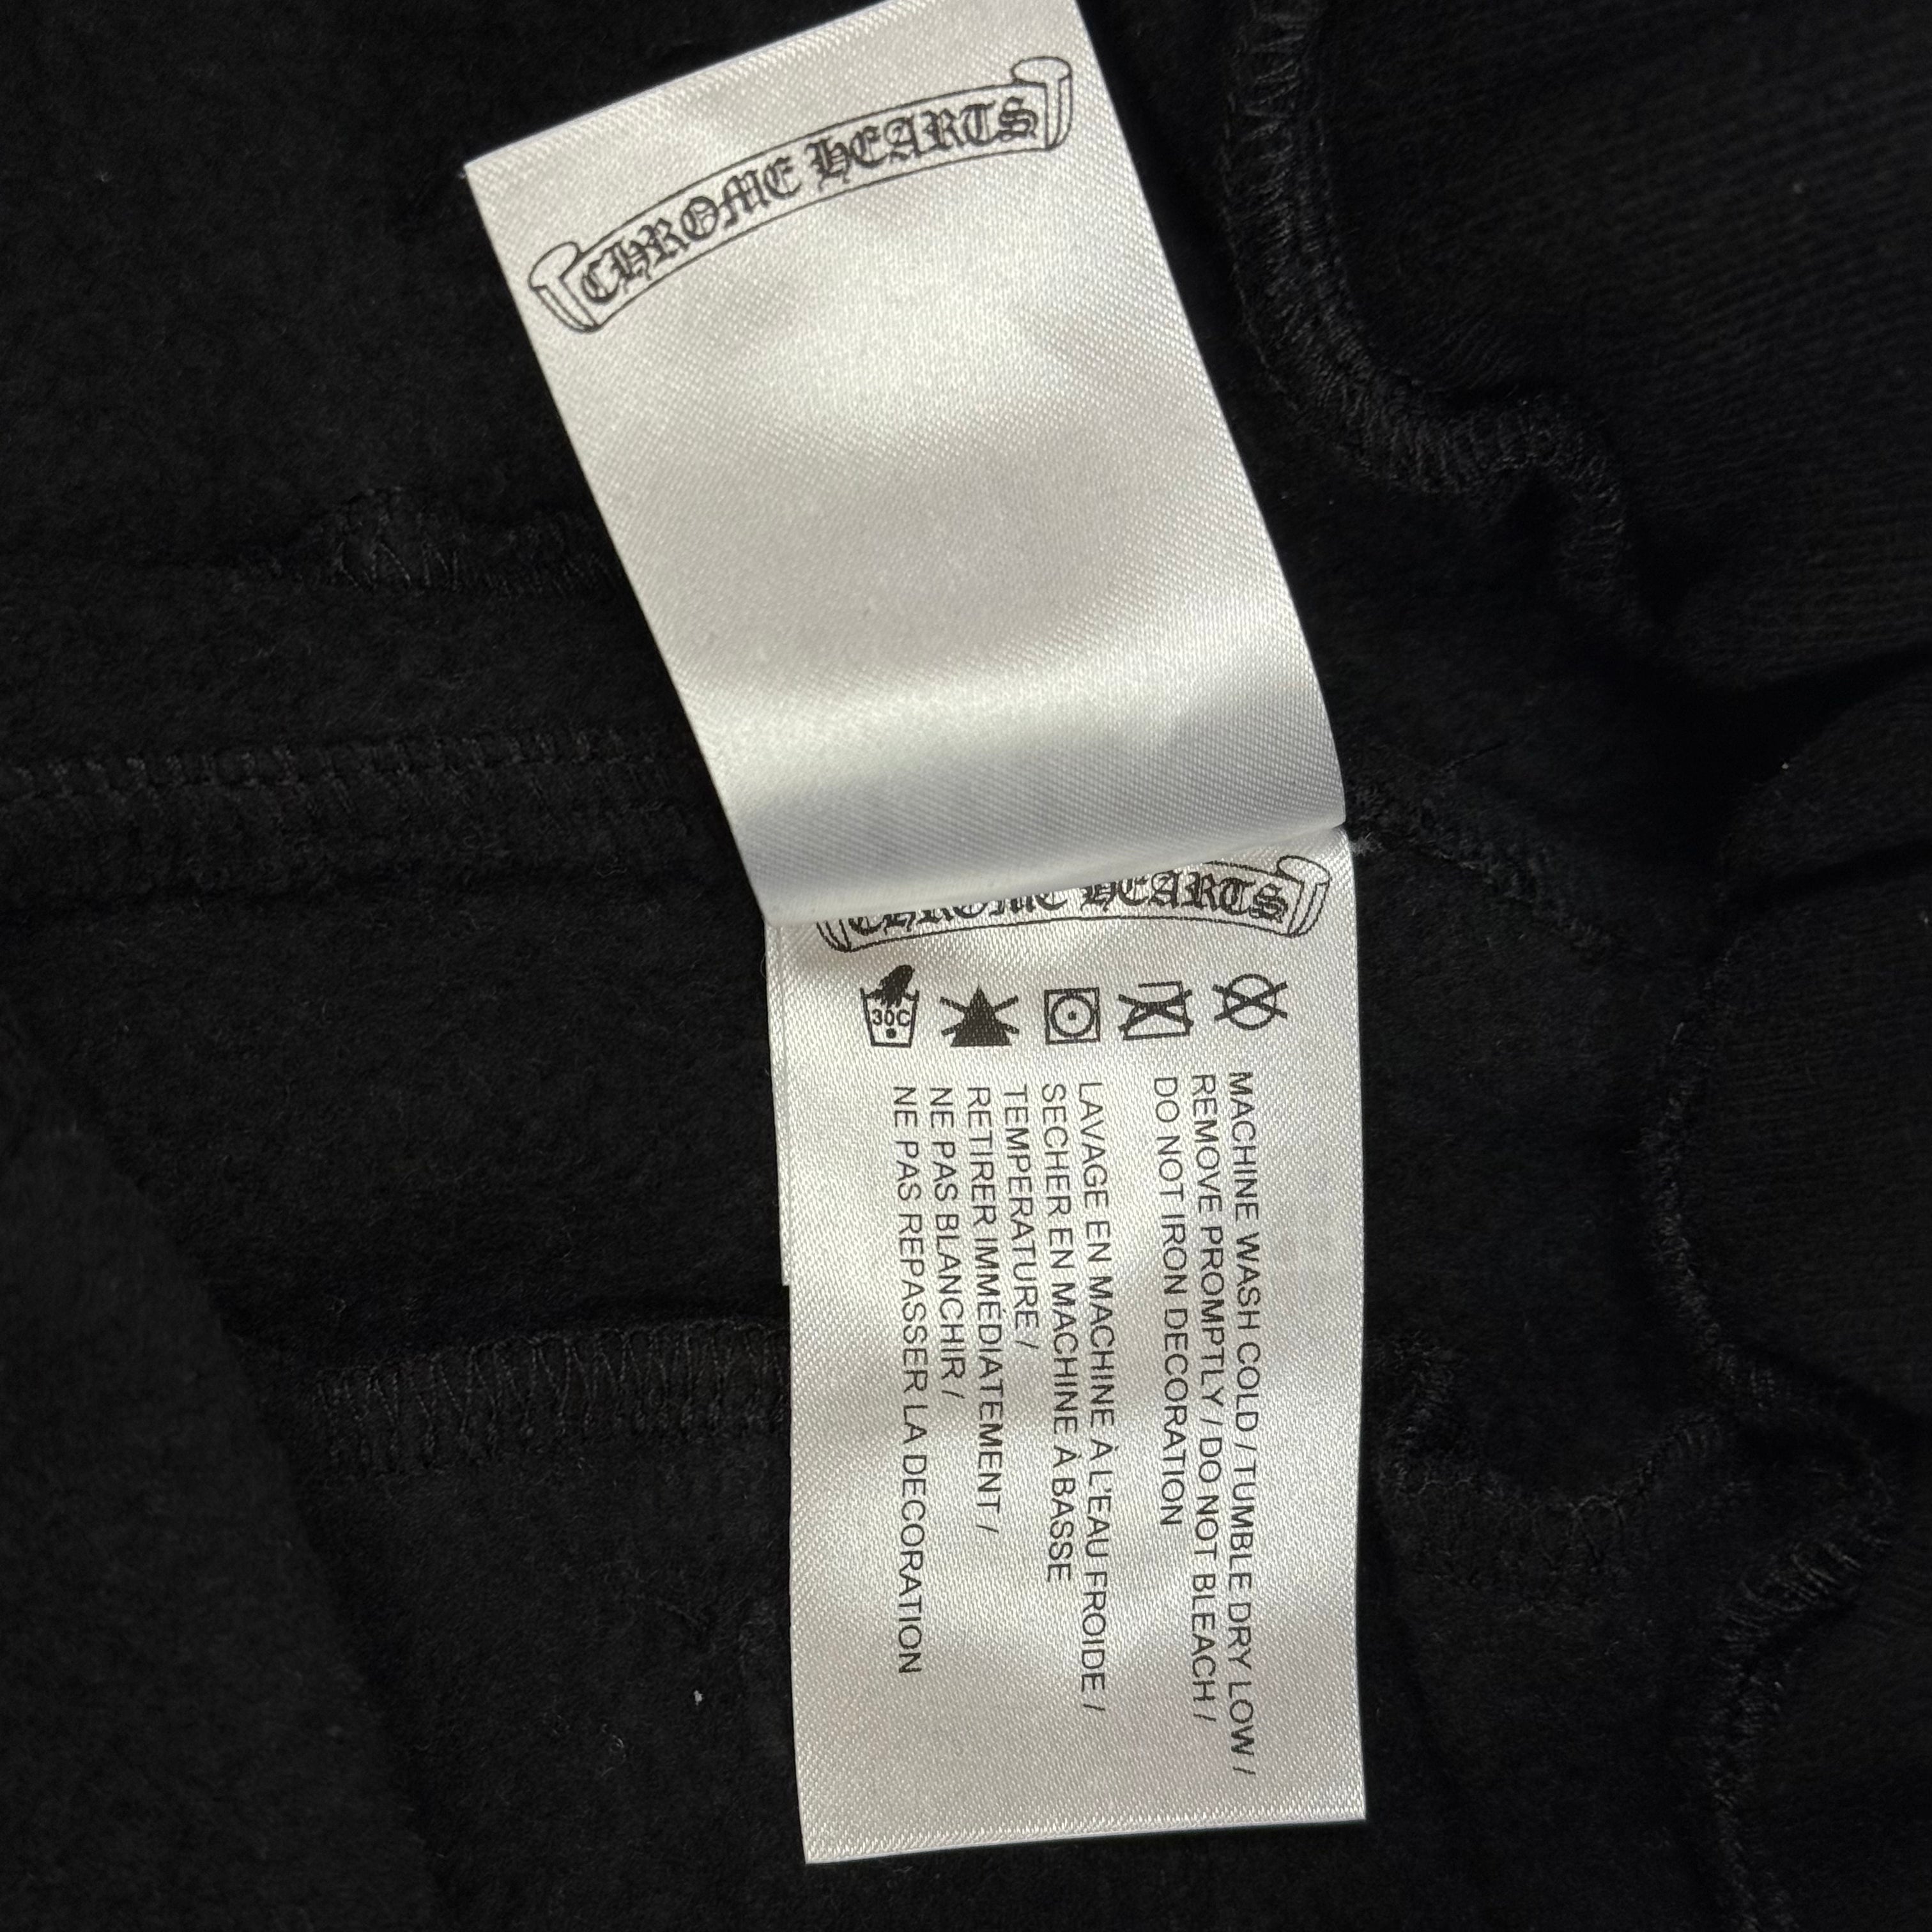 CHROME HEARTS
CHROME HEARTS
30C
MACHINE WASH COLD / TUMBLE DRY LOW /
REMOVE PROMPTLY / DO NOT BLEACH /
DO NOT IRON DECORATION
LAVAGE EN MACHINE À L'EAU FROIDE /
SECHER EN MACHINE À BASSE
TEMPERATURE /
RETIRER IMMÉDIATEMENT /
NE PAS BLANCHIR /
NE PAS REPASSER LA DECORATION